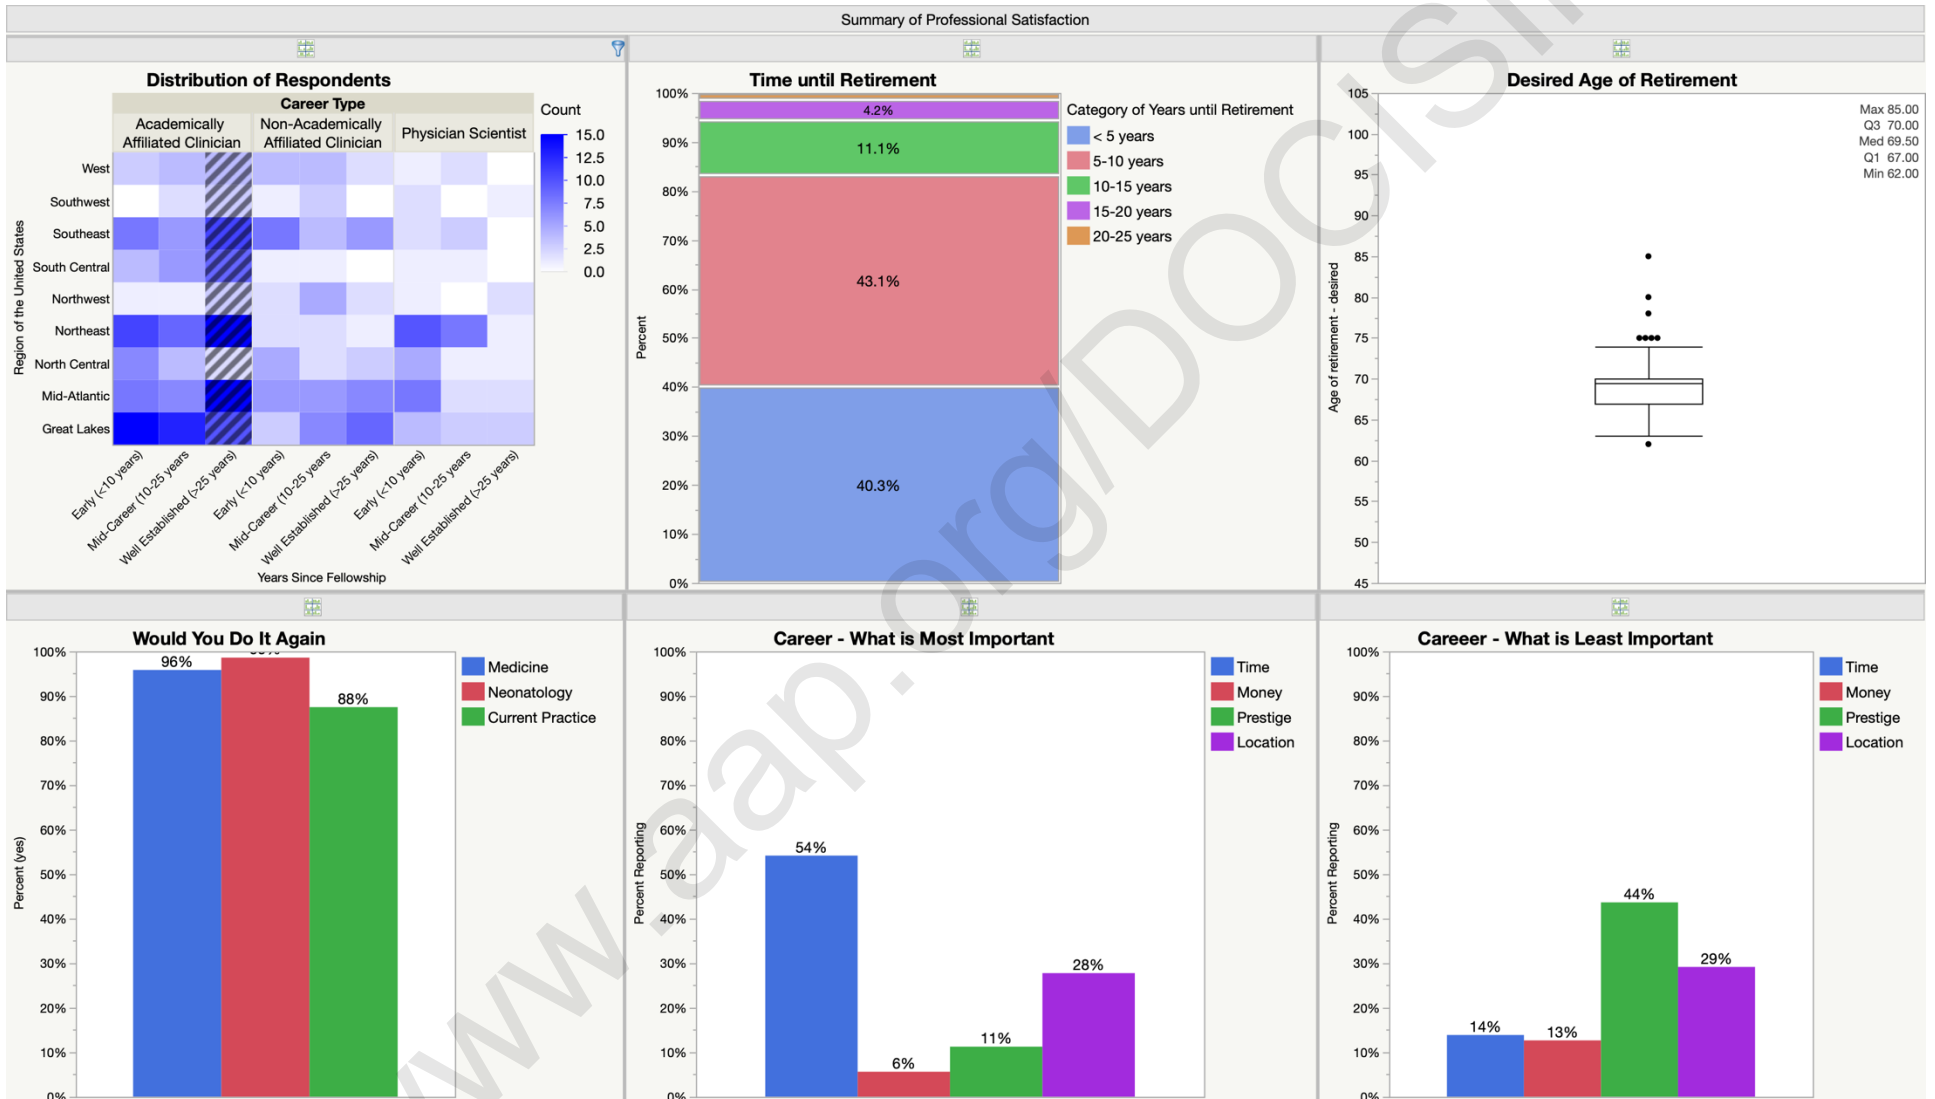 Summary of Professional Satisfaction
Distribution of Respondents
Career Type
Academically
Affiliated Clinician
Non-Academically
Affiliated Clinician
Physician Scientist
Count
15.0
12.5
10.0
7.5
5.0
2.5
0.0
Region of the United States
West
Southwest
Southeast
South Central
Northwest
Northeast
North Central
Mid-Atlantic
Great Lakes
Early (<10 years)
Mid-Career (10-25 years
Well Established (>25 years)
Early (<10 years)
Mid-Career (10-25 years
Well Established (>25 years)
Early (<10 years)
Mid-Career (10-25 years
Well Established (>25 years)
Years Since Fellowship
Time until Retirement
Percent
100%
90%
80%
70%
60%
50%
40%
30%
20%
10%
0%
4.2%
11.1%
43.1%
40.3%
Category of Years until Retirement
< 5 years
5-10 years
10-15 years
15-20 years
20-25 years
Desired Age of Retirement
Age of retirement - desired
105
100
95
90
85
80
75
70
65
60
55
50
45
Max 85.00
Q3 70.00
Med 69.50
Q1 67.00
Min 62.00
Would You Do It Again
Percent (yes)
100%
90%
80%
70%
60%
50%
40%
30%
20%
10%
0%
96%
88%
Medicine
Neonatology
Current Practice
Career - What is Most Important
Percent Reporting
100%
90%
80%
70%
60%
50%
40%
30%
20%
10%
0%
54%
6%
11%
28%
Time
Money
Prestige
Location
Careeer - What is Least Important
Percent Reporting
100%
90%
80%
70%
60%
50%
40%
30%
20%
10%
0%
14%
13%
44%
29%
Time
Money
Prestige
Location
www.aap.org/DOCISIN